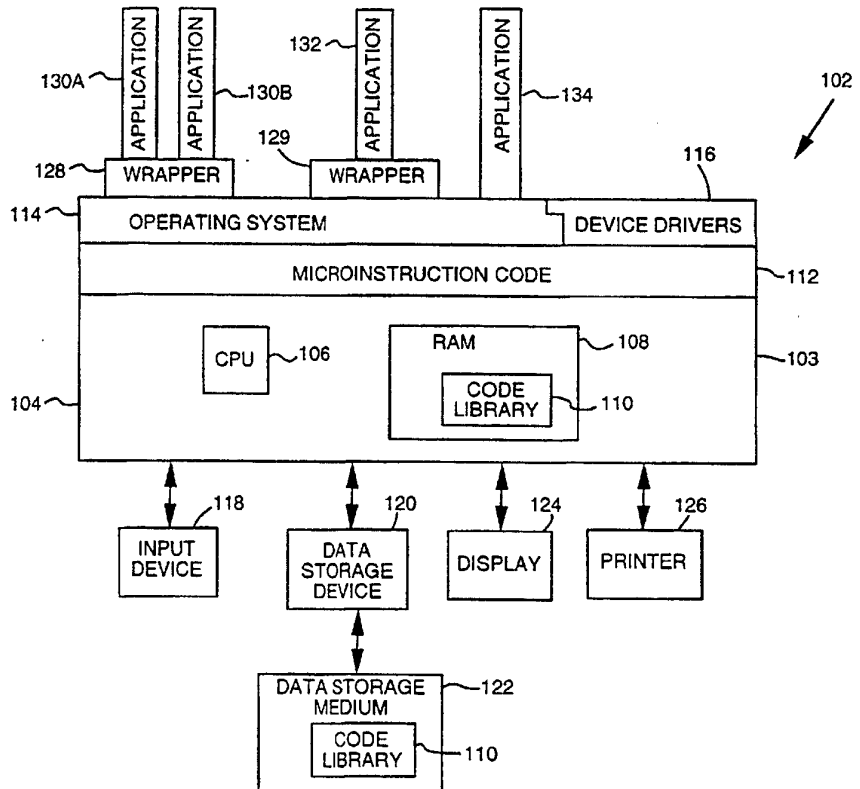 130A
APPLICATION
APPLICATION
130B
132
APPLICATION
APPLICATION
134
102
128
WRAPPER
129
WRAPPER
116
114
OPERATING SYSTEM
DEVICE DRIVERS
MICROINSTRUCTION CODE
112
CPU
106
RAM
108
103
104
CODE
LIBRARY
110
118
120
124
126
INPUT
DEVICE
DATA
STORAGE
DEVICE
DISPLAY
PRINTER
DATA STORAGE
MEDIUM
122
CODE
LIBRARY
110